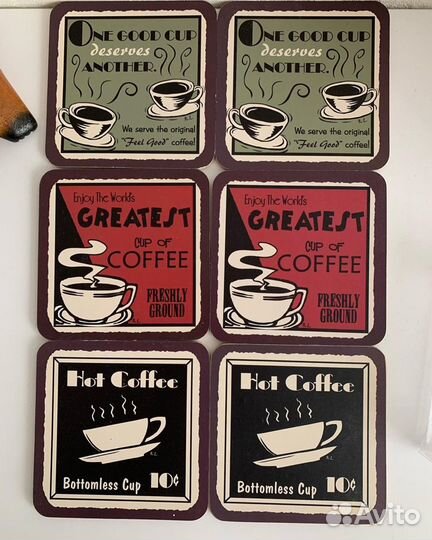 ONE GOOD CUP
deserves
ANOTHER.
R.L.
We serve the original
"Feel Good" coffee!
ONE GOOD CUP
deserves
ANOTHER.
R.L.
We serve the original
"Feel Good" coffee!
Enjoy The World's
GREATEST
CUP OF
COFFEE
FRESHLY
GROUND
R.L.
Enjoy The World's
GREATEST
CUP OF
COFFEE
FRESHLY
GROUND
R.L.
Hot Coffee
R.L.
Bottomless Cup 10¢
Hot Coffee
R.L.
Bottomless Cup 10¢
Avito